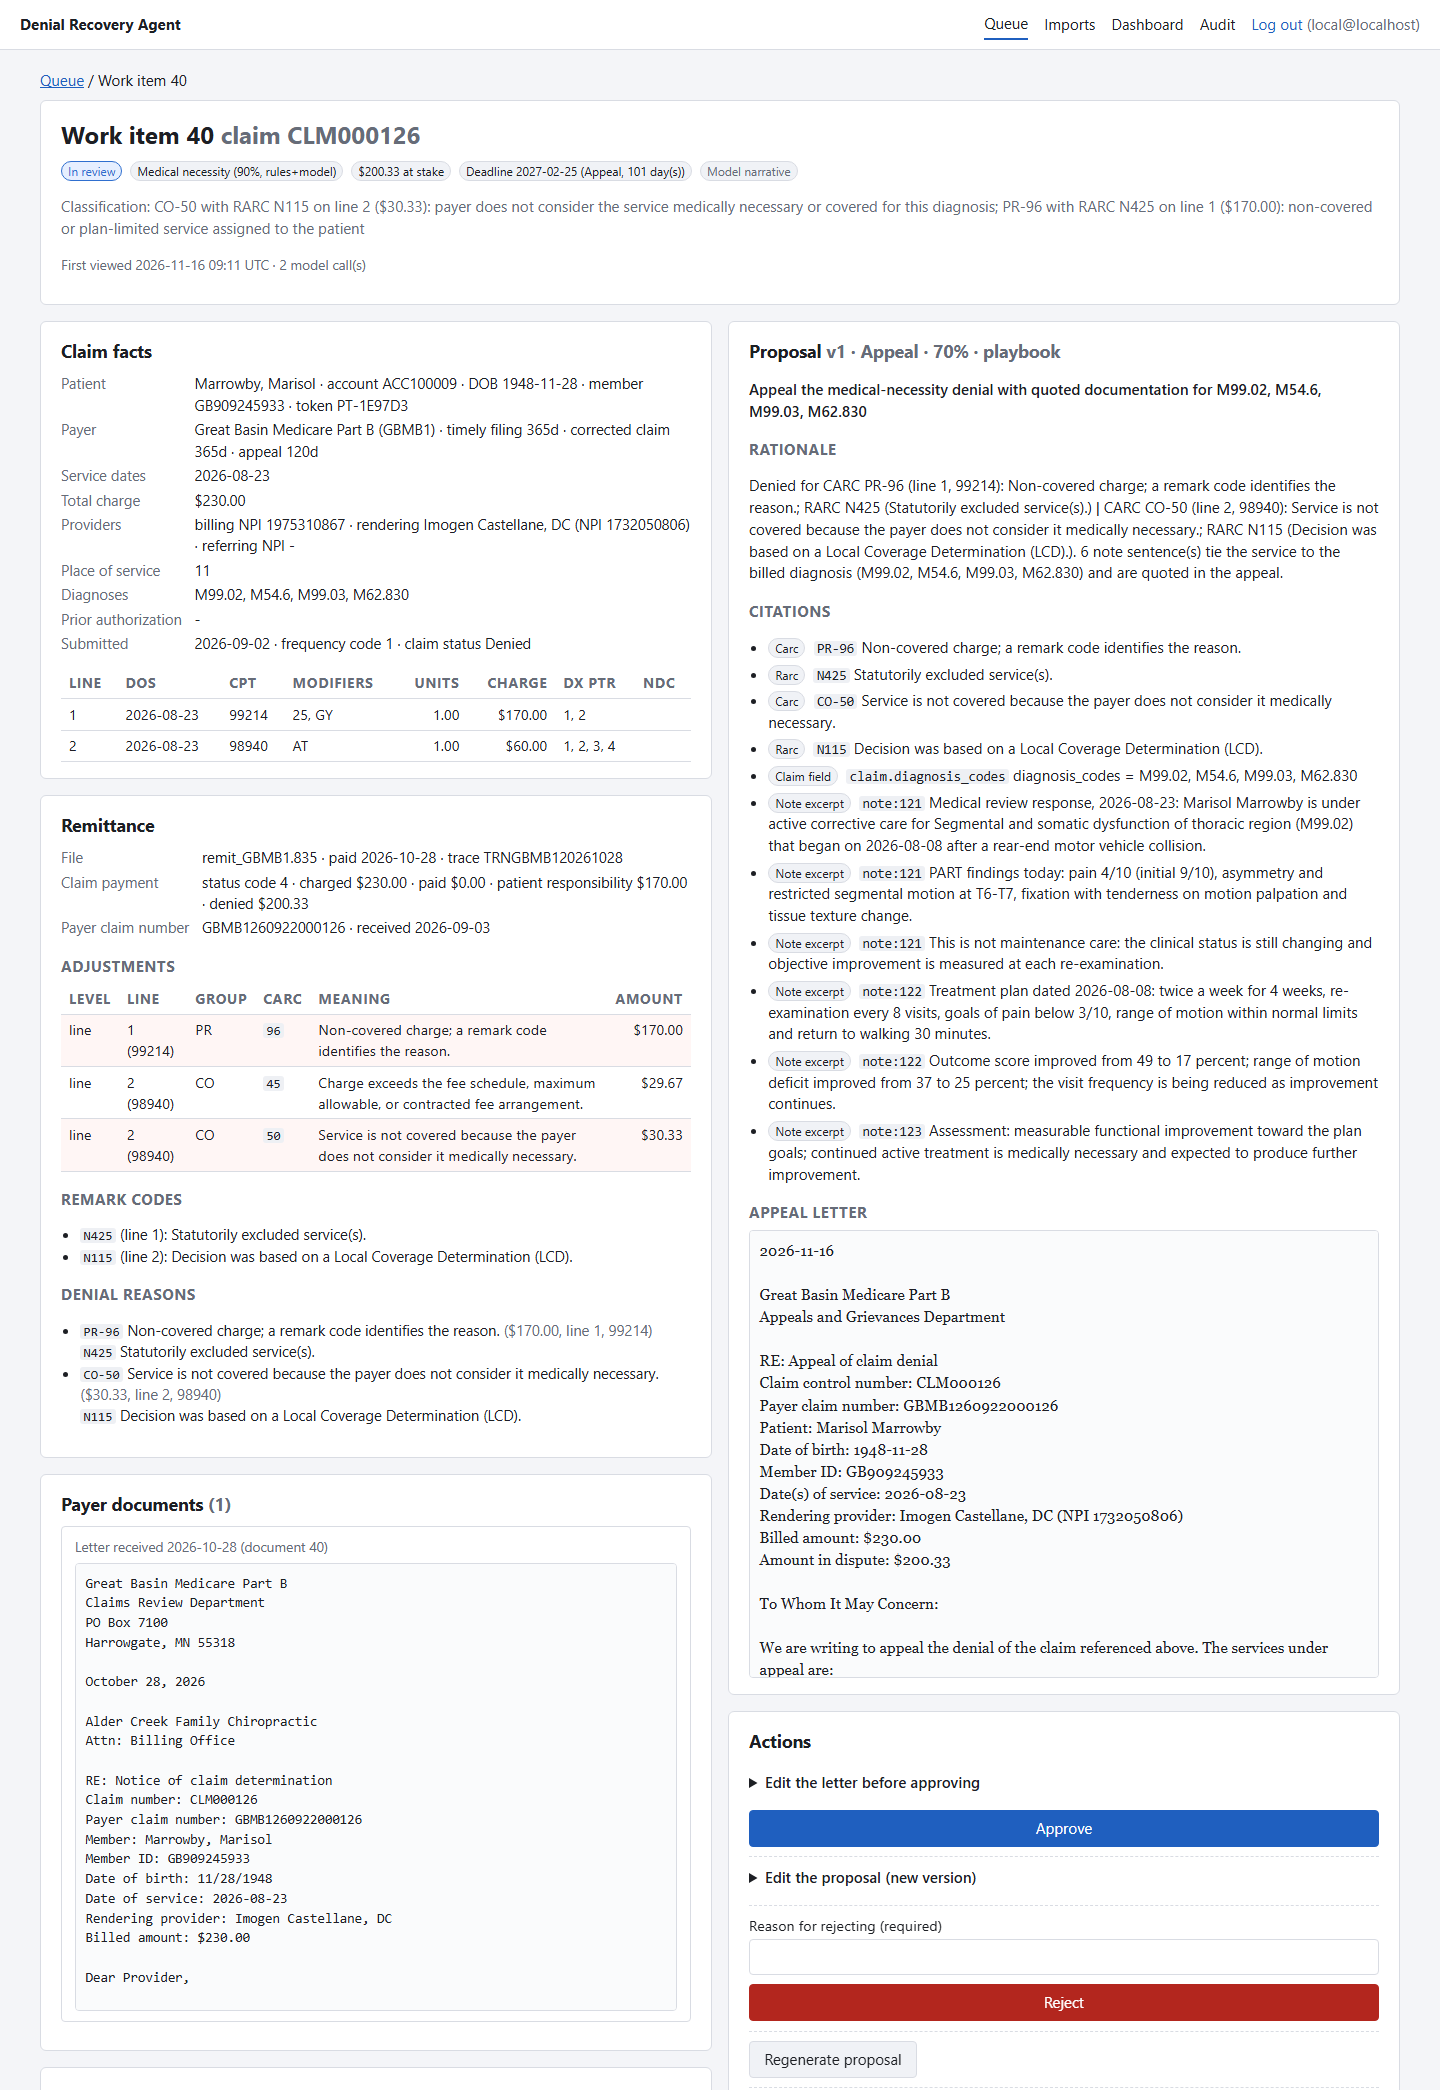 Denial Recovery Agent
Queue Imports Dashboard Audit Log out (local@localhost)
Queue / Work item 40
Work item 40 claim CLM000126
In review Medical necessity (90%, rules+model) $200.33 at stake Deadline 2027-02-25 (Appeal, 101 day(s)) Model narrative
Classification: CO-50 with RARC N115 on line 2 ($30.33): payer does not consider the service medically necessary or covered for this diagnosis; PR-96 with RARC N425 on line 1 ($170.00): non-covered
or plan-limited service assigned to the patient
First viewed 2026-11-16 09:11 UTC · 2 model call(s)
Claim facts
Patient Marrowby, Marisol · account ACC100009 · DOB 1948-11-28 · member
GB909245933 · token PT-1E97D3
Payer Great Basin Medicare Part B (GBMB1) · timely filing 365d · corrected claim
365d · appeal 120d
Service dates 2026-08-23
Total charge $230.00
Providers billing NPI 1975310867 · rendering Imogen Castellane, DC (NPI 1732050806)
· referring NPI -
Place of service 11
Diagnoses M99.02, M54.6, M99.03, M62.830
Prior authorization -
Submitted 2026-09-02 · frequency code 1 · claim status Denied
LINE DOS CPT MODIFIERS UNITS CHARGE DX PTR NDC
1 2026-08-23 99214 25, GY 1.00 $170.00 1, 2
2 2026-08-23 98940 AT 1.00 $60.00 1, 2, 3, 4
Remittance
File remit_GBMB1.835 · paid 2026-10-28 · trace TRNGBMB120261028
Claim payment status code 4 · charged $230.00 · paid $0.00 · patient responsibility $170.00
· denied $200.33
Payer claim number GBMB1260922000126 · received 2026-09-03
ADJUSTMENTS
LEVEL LINE GROUP CARC MEANING AMOUNT
line 1 PR 96 Non-covered charge; a remark code $170.00
(99214) identifies the reason.
line 2 CO 45 Charge exceeds the fee schedule, maximum $29.67
(98940) allowable, or contracted fee arrangement.
line 2 CO 50 Service is not covered because the payer $30.33
(98940) does not consider it medically necessary.
REMARK CODES
N425 (line 1): Statutorily excluded service(s).
N115 (line 2): Decision was based on a Local Coverage Determination (LCD).
DENIAL REASONS
PR-96 Non-covered charge; a remark code identifies the reason. ($170.00, line 1, 99214)
N425 Statutorily excluded service(s).
CO-50 Service is not covered because the payer does not consider it medically necessary.
($30.33, line 2, 98940)
N115 Decision was based on a Local Coverage Determination (LCD).
Payer documents (1)
Letter received 2026-10-28 (document 40)
Great Basin Medicare Part B
Claims Review Department
PO Box 7100
Harrowgate, MN 55318
October 28, 2026
Alder Creek Family Chiropractic
Attn: Billing Office
RE: Notice of claim determination
Claim number: CLM000126
Payer claim number: GBMB1260922000126
Member: Marrowby, Marisol
Member ID: GB909245933
Date of birth: 11/28/1948
Date of service: 2026-08-23
Rendering provider: Imogen Castellane, DC
Billed amount: $230.00
Dear Provider,
Proposal v1 · Appeal · 70% · playbook
Appeal the medical-necessity denial with quoted documentation for M99.02, M54.6,
M99.03, M62.830
RATIONALE
Denied for CARC PR-96 (line 1, 99214): Non-covered charge; a remark code identifies the
reason.; RARC N425 (Statutorily excluded service(s).) | CARC CO-50 (line 2, 98940): Service is not
covered because the payer does not consider it medically necessary.; RARC N115 (Decision was
based on a Local Coverage Determination (LCD).). 6 note sentence(s) tie the service to the
billed diagnosis (M99.02, M54.6, M99.03, M62.830) and are quoted in the appeal.
CITATIONS
Carc PR-96 Non-covered charge; a remark code identifies the reason.
Rarc N425 Statutorily excluded service(s).
Carc CO-50 Service is not covered because the payer does not consider it medically
necessary.
Rarc N115 Decision was based on a Local Coverage Determination (LCD).
Claim field claim.diagnosis_codes diagnosis_codes = M99.02, M54.6, M99.03, M62.830
Note excerpt note:121 Medical review response, 2026-08-23: Marisol Marrowby is under
active corrective care for Segmental and somatic dysfunction of thoracic region (M99.02)
that began on 2026-08-08 after a rear-end motor vehicle collision.
Note excerpt note:121 PART findings today: pain 4/10 (initial 9/10), asymmetry and
restricted segmental motion at T6-T7, fixation with tenderness on motion palpation and
tissue texture change.
Note excerpt note:121 This is not maintenance care: the clinical status is still changing and
objective improvement is measured at each re-examination.
Note excerpt note:122 Treatment plan dated 2026-08-08: twice a week for 4 weeks, re-
examination every 8 visits, goals of pain below 3/10, range of motion within normal limits
and return to walking 30 minutes.
Note excerpt note:122 Outcome score improved from 49 to 17 percent; range of motion
deficit improved from 37 to 25 percent; the visit frequency is being reduced as improvement
continues.
Note excerpt note:123 Assessment: measurable functional improvement toward the plan
goals; continued active treatment is medically necessary and expected to produce further
improvement.
APPEAL LETTER
2026-11-16
Great Basin Medicare Part B
Appeals and Grievances Department
RE: Appeal of claim denial
Claim control number: CLM000126
Payer claim number: GBMB1260922000126
Patient: Marisol Marrowby
Date of birth: 1948-11-28
Member ID: GB909245933
Date(s) of service: 2026-08-23
Rendering provider: Imogen Castellane, DC (NPI 1732050806)
Billed amount: $230.00
Amount in dispute: $200.33
To Whom It May Concern:
We are writing to appeal the denial of the claim referenced above. The services under
appeal are:
Actions
Edit the letter before approving
Approve
Edit the proposal (new version)
Reason for rejecting (required)
Reject
Regenerate proposal